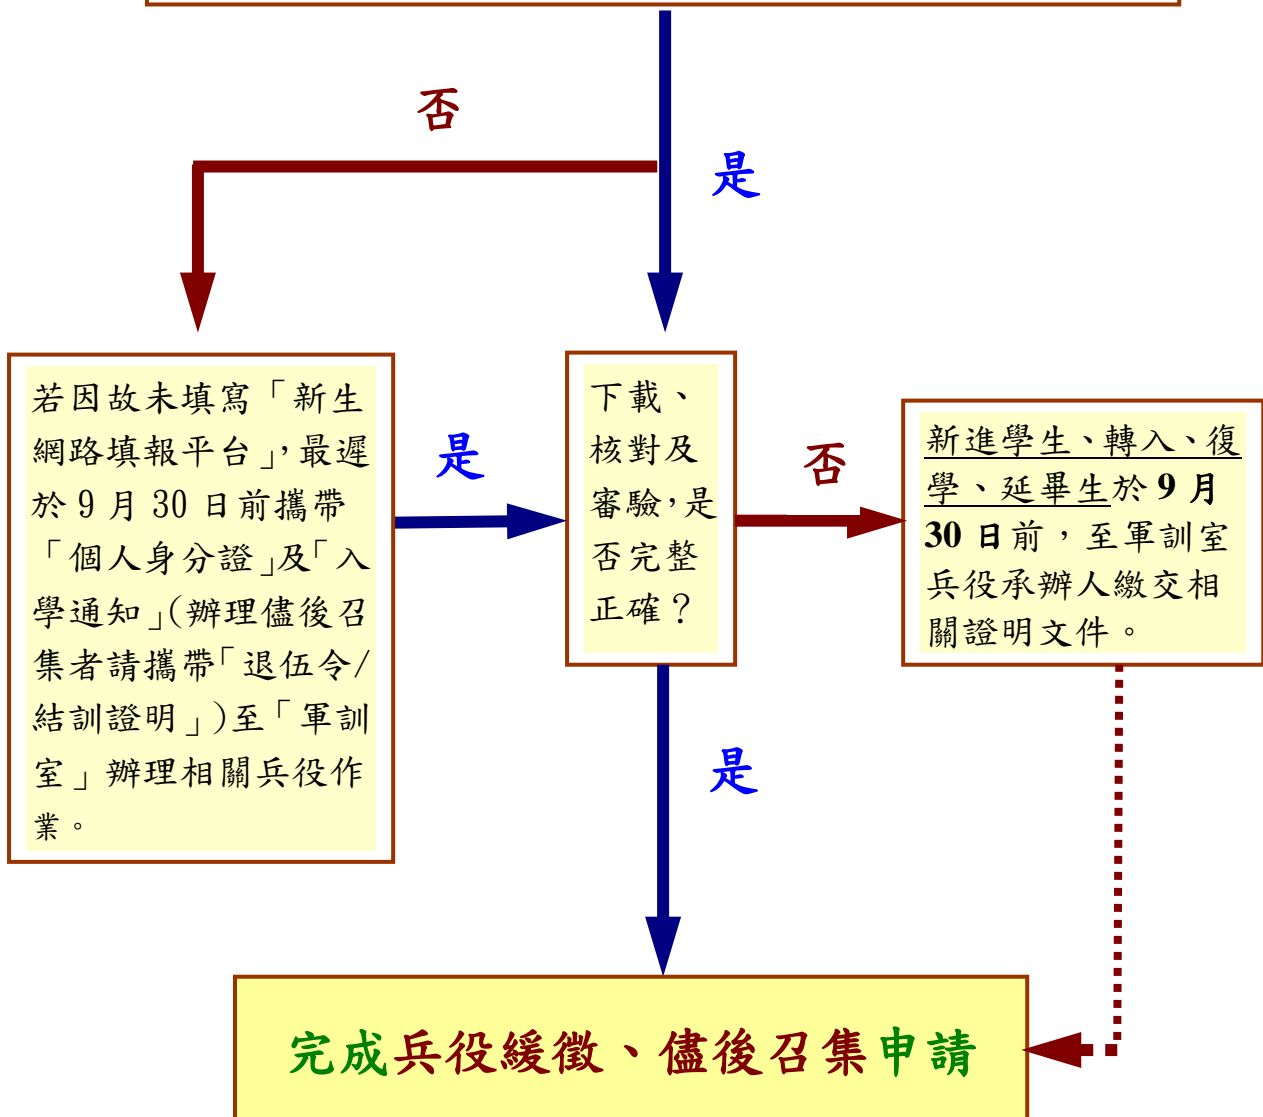 否
是
若因故未填寫「新生
網路填報平台」,最遲
於 9 月 30 日前攜帶
「個人身分證」及「入
學通知」(辦理儘後召
集者請攜帶「退伍令/
結訓證明」)至「軍訓
室」辦理相關兵役作
業。
是
下載、
核對及
審驗,是
否完整
正確?
否
新進學生、轉入、復
學、延畢生於 9 月
30 日前,至軍訓室
兵役承辦人繳交相
關證明文件。
是
完成兵役緩徵、儘後召集申請